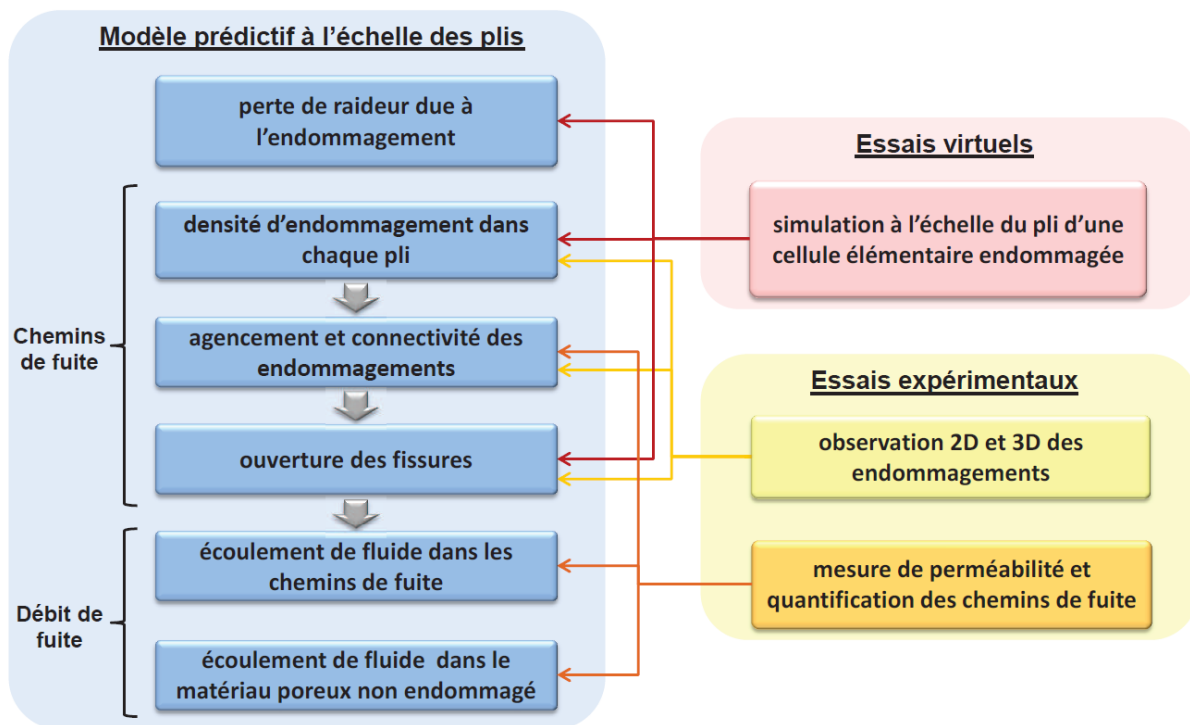 Modèle prédictif à l'échelle des plis
perte de raideur due à
l'endommagement
densité d'endommagement dans
chaque pli
Chemins
de fuite
agencement et connectivité des
endommagements
ouverture des fissures
Débit de
fuite
écoulement de fluide dans les
chemins de fuite
écoulement de fluide dans le
matériau poreux non endommagé
Essais virtuels
simulation à l'échelle du pli d'une
cellule élémentaire endommagée
Essais expérimentaux
observation 2D et 3D des
endommagements
mesure de perméabilité et
quantification des chemins de fuite